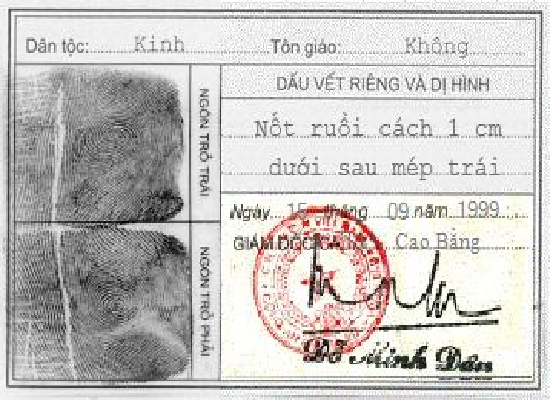 Dân tộc: Kinh Tôn giáo: Không
NGÓN TRỎ TRÁI
DẤU VẾT RIÊNG VÀ DỊ HÌNH
Nốt ruồi cách 1 cm
dưới sau mép trái
NGÓN TRỎ PHẢI
Ngày 15 tháng 09 năm 1999
GIÁM ĐỐC CA Cao Bằng
Đỗ Minh Dân